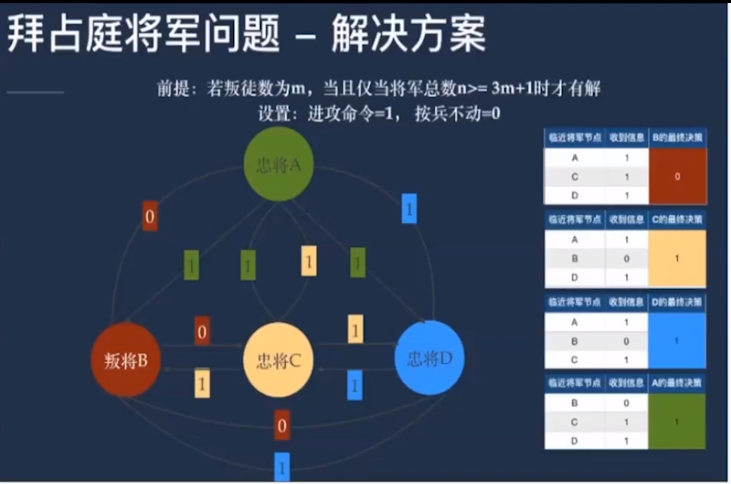 拜占庭将军问题 – 解决方案
前提：若叛徒数为m，当且仅当将军总数n>= 3m+1时才有解
设置：进攻命令=1， 按兵不动=0
忠将A
0
1
1
1
1
1
叛将B
0
1
忠将C
1
1
忠将D
0
1
临近将军节点 收到信息 B的最终决策
A 1
C 1 0
D 1
临近将军节点 收到信息 C的最终决策
A 1
B 0 1
D 1
临近将军节点 收到信息 D的最终决策
A 1
B 0 1
C 1
临近将军节点 收到信息 A的最终决策
B 0
C 1 1
D 1